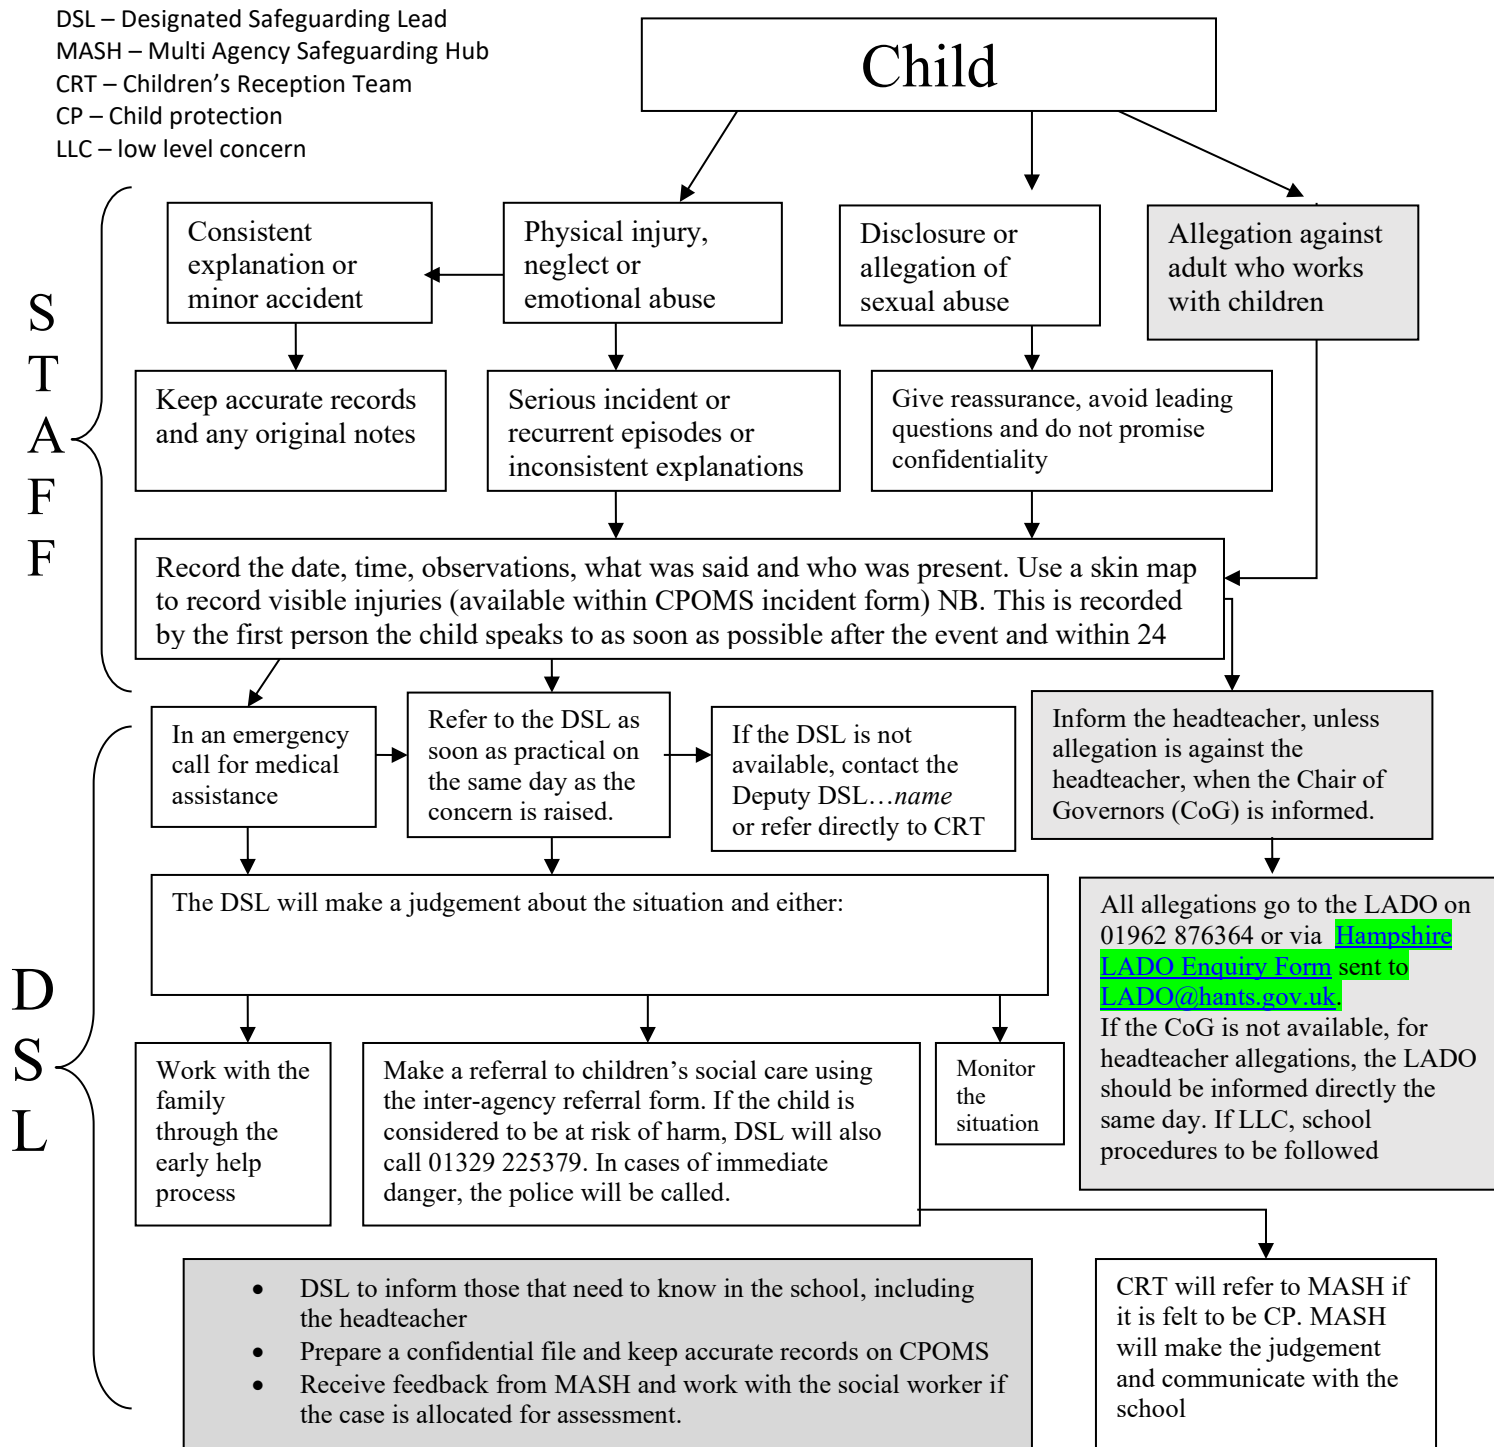 DSL – Designated Safeguarding Lead
MASH – Multi Agency Safeguarding Hub
CRT – Children’s Reception Team
CP – Child protection
LLC – low level concern
Child
S
T
A
F
F
Consistent
explanation or
minor accident
Physical injury,
neglect or
emotional abuse
Disclosure or
allegation of
sexual abuse
Allegation against
adult who works
with children
Keep accurate records
and any original notes
Serious incident or
recurrent episodes or
inconsistent explanations
Give reassurance, avoid leading
questions and do not promise
confidentiality
Record the date, time, observations, what was said and who was present. Use a skin map
to record visible injuries (available within CPOMS incident form) NB. This is recorded
by the first person the child speaks to as soon as possible after the event and within 24
D
S
L
In an emergency
call for medical
assistance
Refer to the DSL as
soon as practical on
the same day as the
concern is raised.
If the DSL is not
available, contact the
Deputy DSL…name
or refer directly to CRT
Inform the headteacher, unless
allegation is against the
headteacher, when the Chair of
Governors (CoG) is informed.
The DSL will make a judgement about the situation and either:
All allegations go to the LADO on
01962 876364 or via Hampshire
LADO Enquiry Form sent to
LADO@hants.gov.uk.
If the CoG is not available, for
headteacher allegations, the LADO
should be informed directly the
same day. If LLC, school
procedures to be followed
Work with the
family
through the
early help
process
Make a referral to children’s social care using
the inter-agency referral form. If the child is
considered to be at risk of harm, DSL will also
call 01329 225379. In cases of immediate
danger, the police will be called.
Monitor
the
situation
• DSL to inform those that need to know in the school, including
the headteacher
• Prepare a confidential file and keep accurate records on CPOMS
• Receive feedback from MASH and work with the social worker if
the case is allocated for assessment.
CRT will refer to MASH if
it is felt to be CP. MASH
will make the judgement
and communicate with the
school